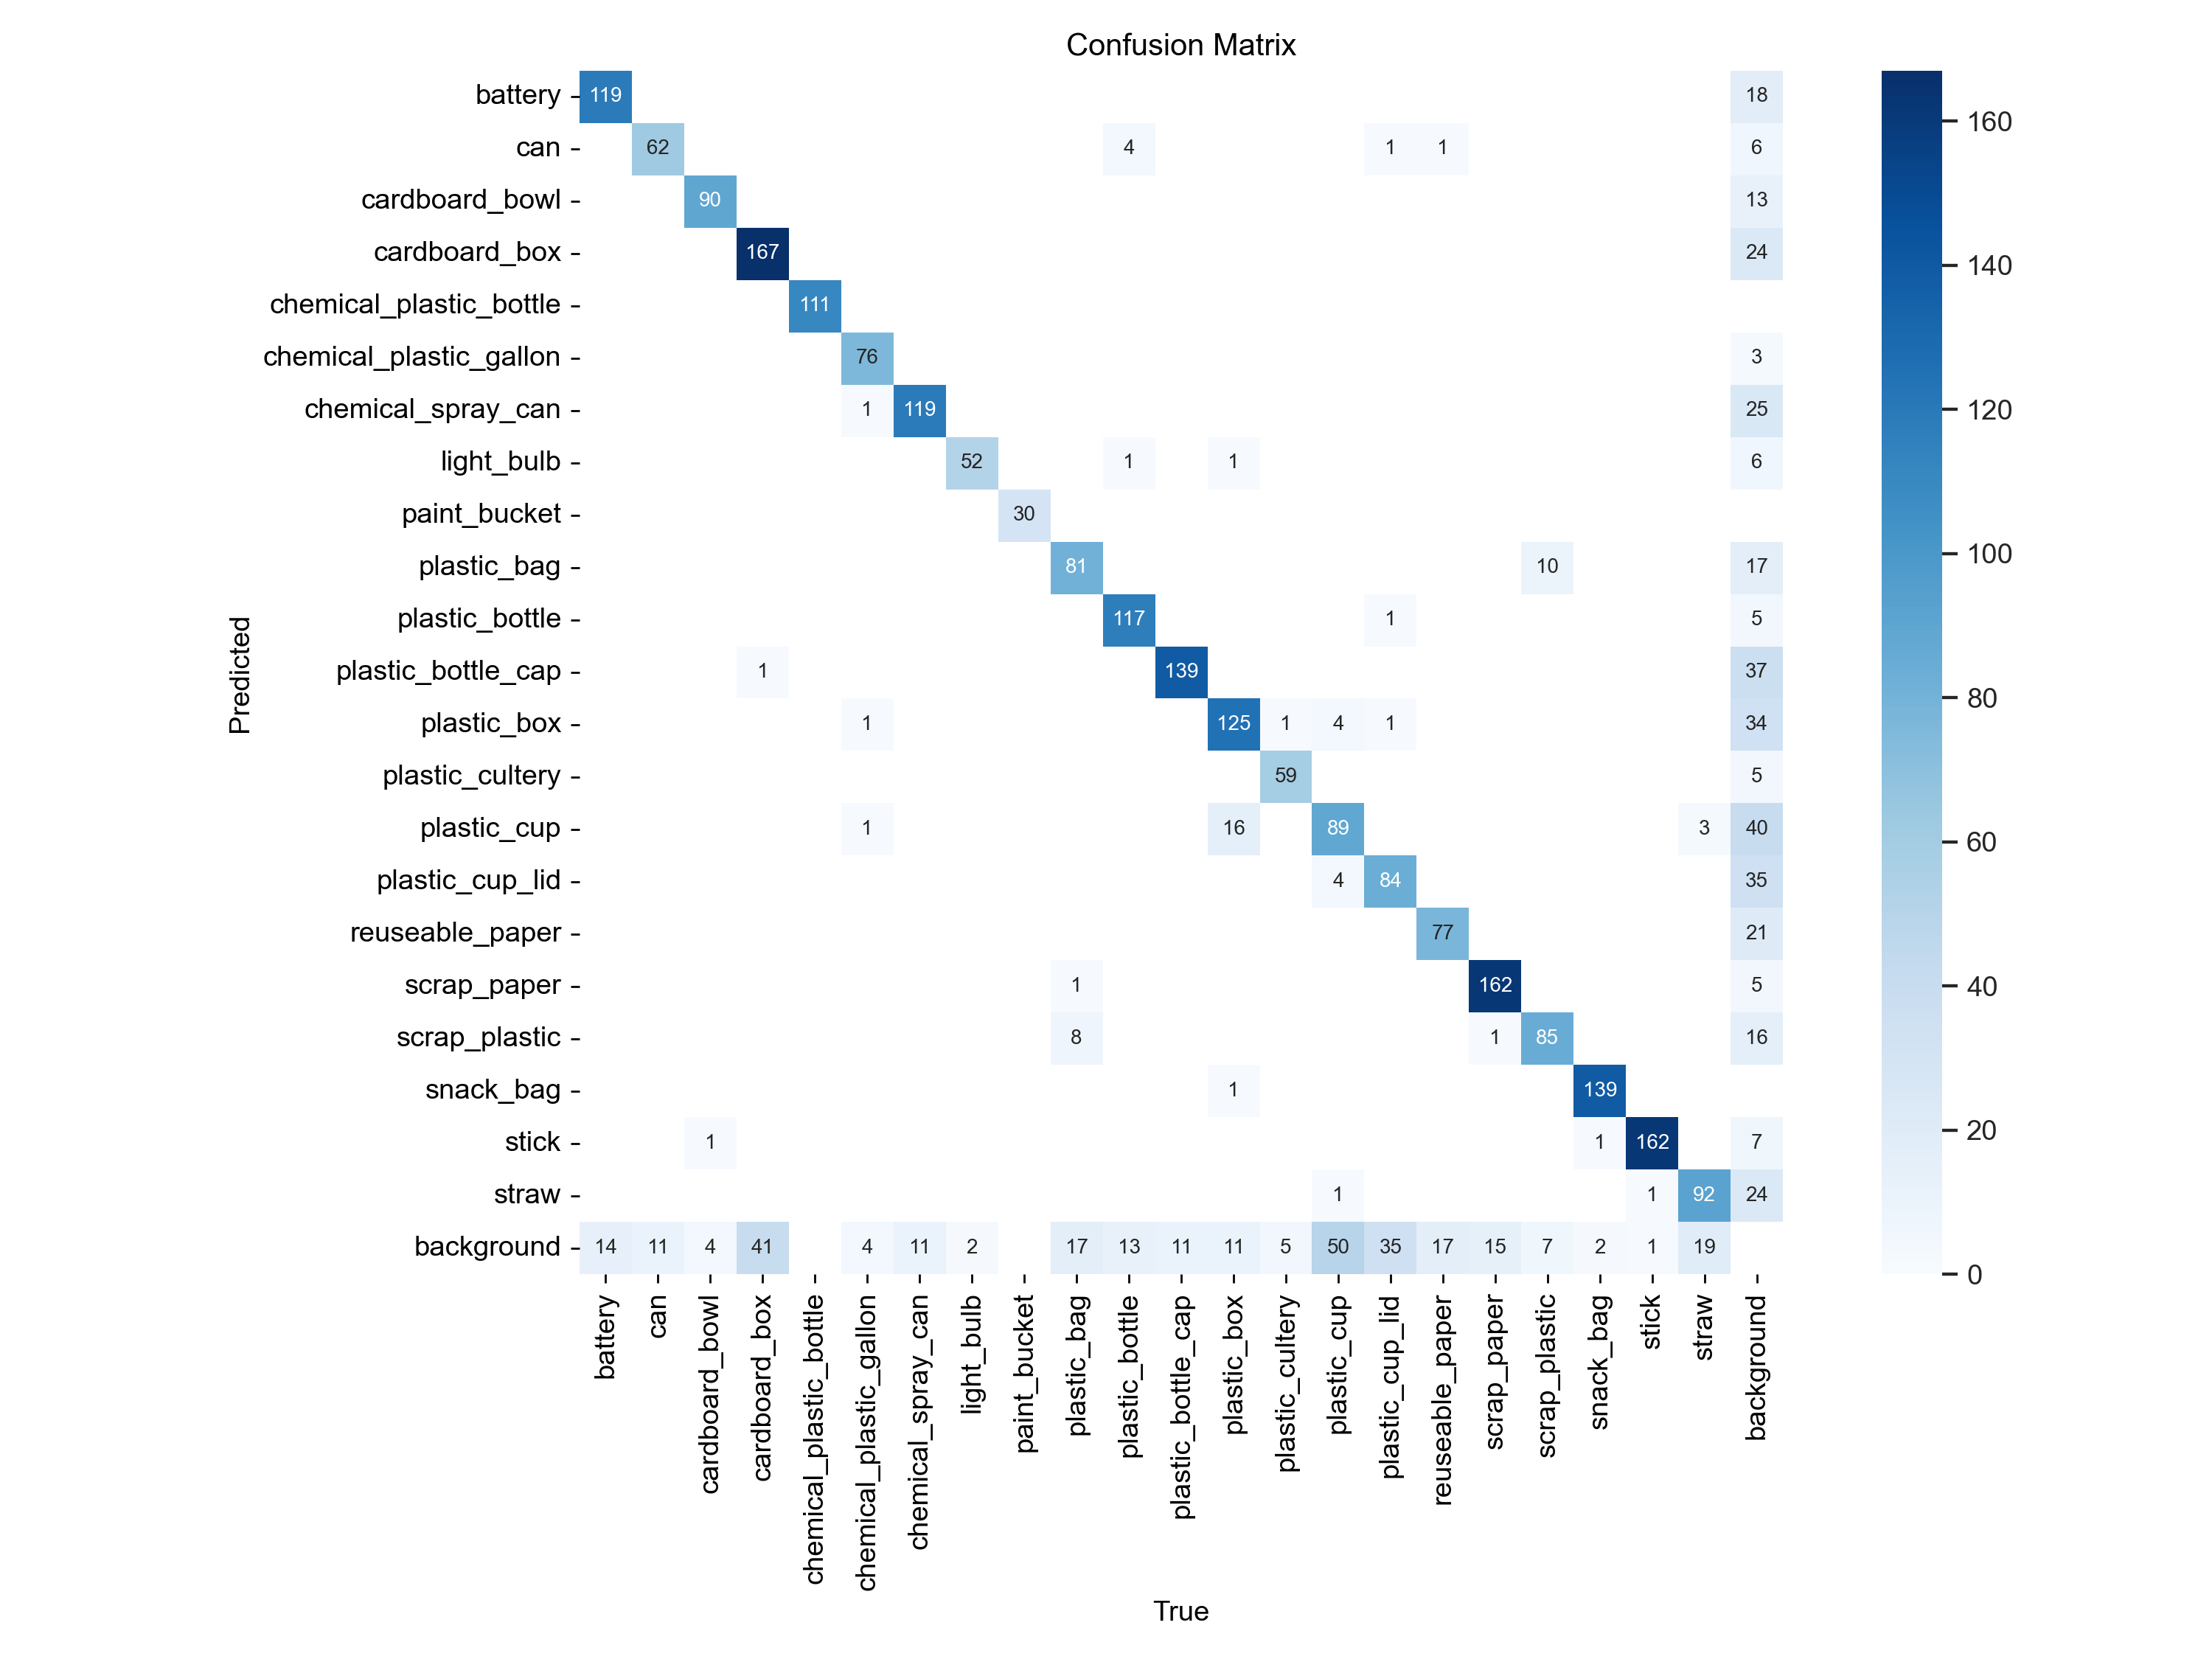 Confusion Matrix
battery 119 18
can 62 4 1 1 6
cardboard_bowl 90 13
cardboard_box 167 24
chemical_plastic_bottle 111
chemical_plastic_gallon 76 3
chemical_spray_can 1 119 25
light_bulb 52 1 1 6
paint_bucket 30
plastic_bag 81 10 17
plastic_bottle 117 1 5
plastic_bottle_cap 1 139 37
plastic_box 1 125 1 4 1 34
plastic_cultery 59 5
plastic_cup 1 16 89 3 40
plastic_cup_lid 4 84 35
reuseable_paper 77 21
scrap_paper 1 162 5
scrap_plastic 8 1 85 16
snack_bag 1 139
stick 1 1 162 7
straw 1 1 92 24
background 14 11 4 41 4 11 2 17 13 11 11 5 50 35 17 15 7 2 1 19
Predicted
battery
can
cardboard_bowl
cardboard_box
chemical_plastic_bottle
chemical_plastic_gallon
chemical_spray_can
light_bulb
paint_bucket
plastic_bag
plastic_bottle
plastic_bottle_cap
plastic_box
plastic_cultery
plastic_cup
plastic_cup_lid
reuseable_paper
scrap_paper
scrap_plastic
snack_bag
stick
straw
background
True
160
140
120
100
80
60
40
20
0